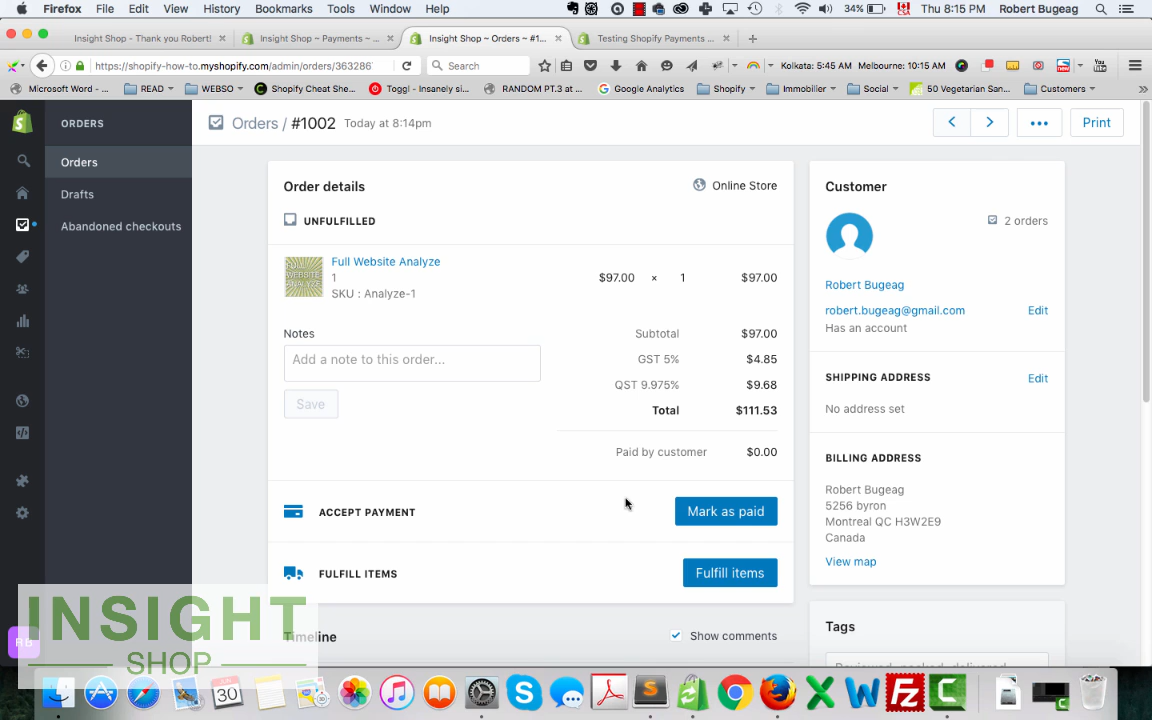 Firefox File Edit View History Bookmarks Tools Profiles Window Help 34% Thu 8:15 PM Robert Bugeag
Insight Shop - Thank you Robert! Insight Shop ~ Payments ~ ... Insight Shop ~ Orders ~ #1... Testing Shopify Payments ...
https://shopify-how-to.myshopify.com/admin/orders/363286 Search Kolkata: 5:45 AM Melbourne: 10:15 AM
Microsoft Word - ... READ WEBSO Shopify Cheat She... Toggl - Insanely si... RANDOM PT.3 at ... Google Analytics Shopify Immobilier Social 50 Vegetarian San... Customers
ORDERS
Orders / #1002 Today at 8:14pm
Print
Orders
Drafts
Abandoned checkouts
Order details
Online Store
UNFULFILLED
Full Website Analyze
1
SKU : Analyze-1
$97.00 × 1 $97.00
FULL WEBSITE ANALYZE
Notes
Add a note to this order...
Save
Subtotal $97.00
GST 5% $4.85
QST 9.975% $9.68
Total $111.53
Paid by customer $0.00
ACCEPT PAYMENT
Mark as paid
FULFILL ITEMS
Fulfill items
Timeline
Show comments
Customer
2 orders
Robert Bugeag
robert.bugeag@gmail.com Edit
Has an account
SHIPPING ADDRESS Edit
No address set
BILLING ADDRESS
Robert Bugeag
5256 byron
Montreal QC H3W2E9
Canada
View map
Tags
Reviewed, packed, delivered
RB
INSIGHT
SHOP
30